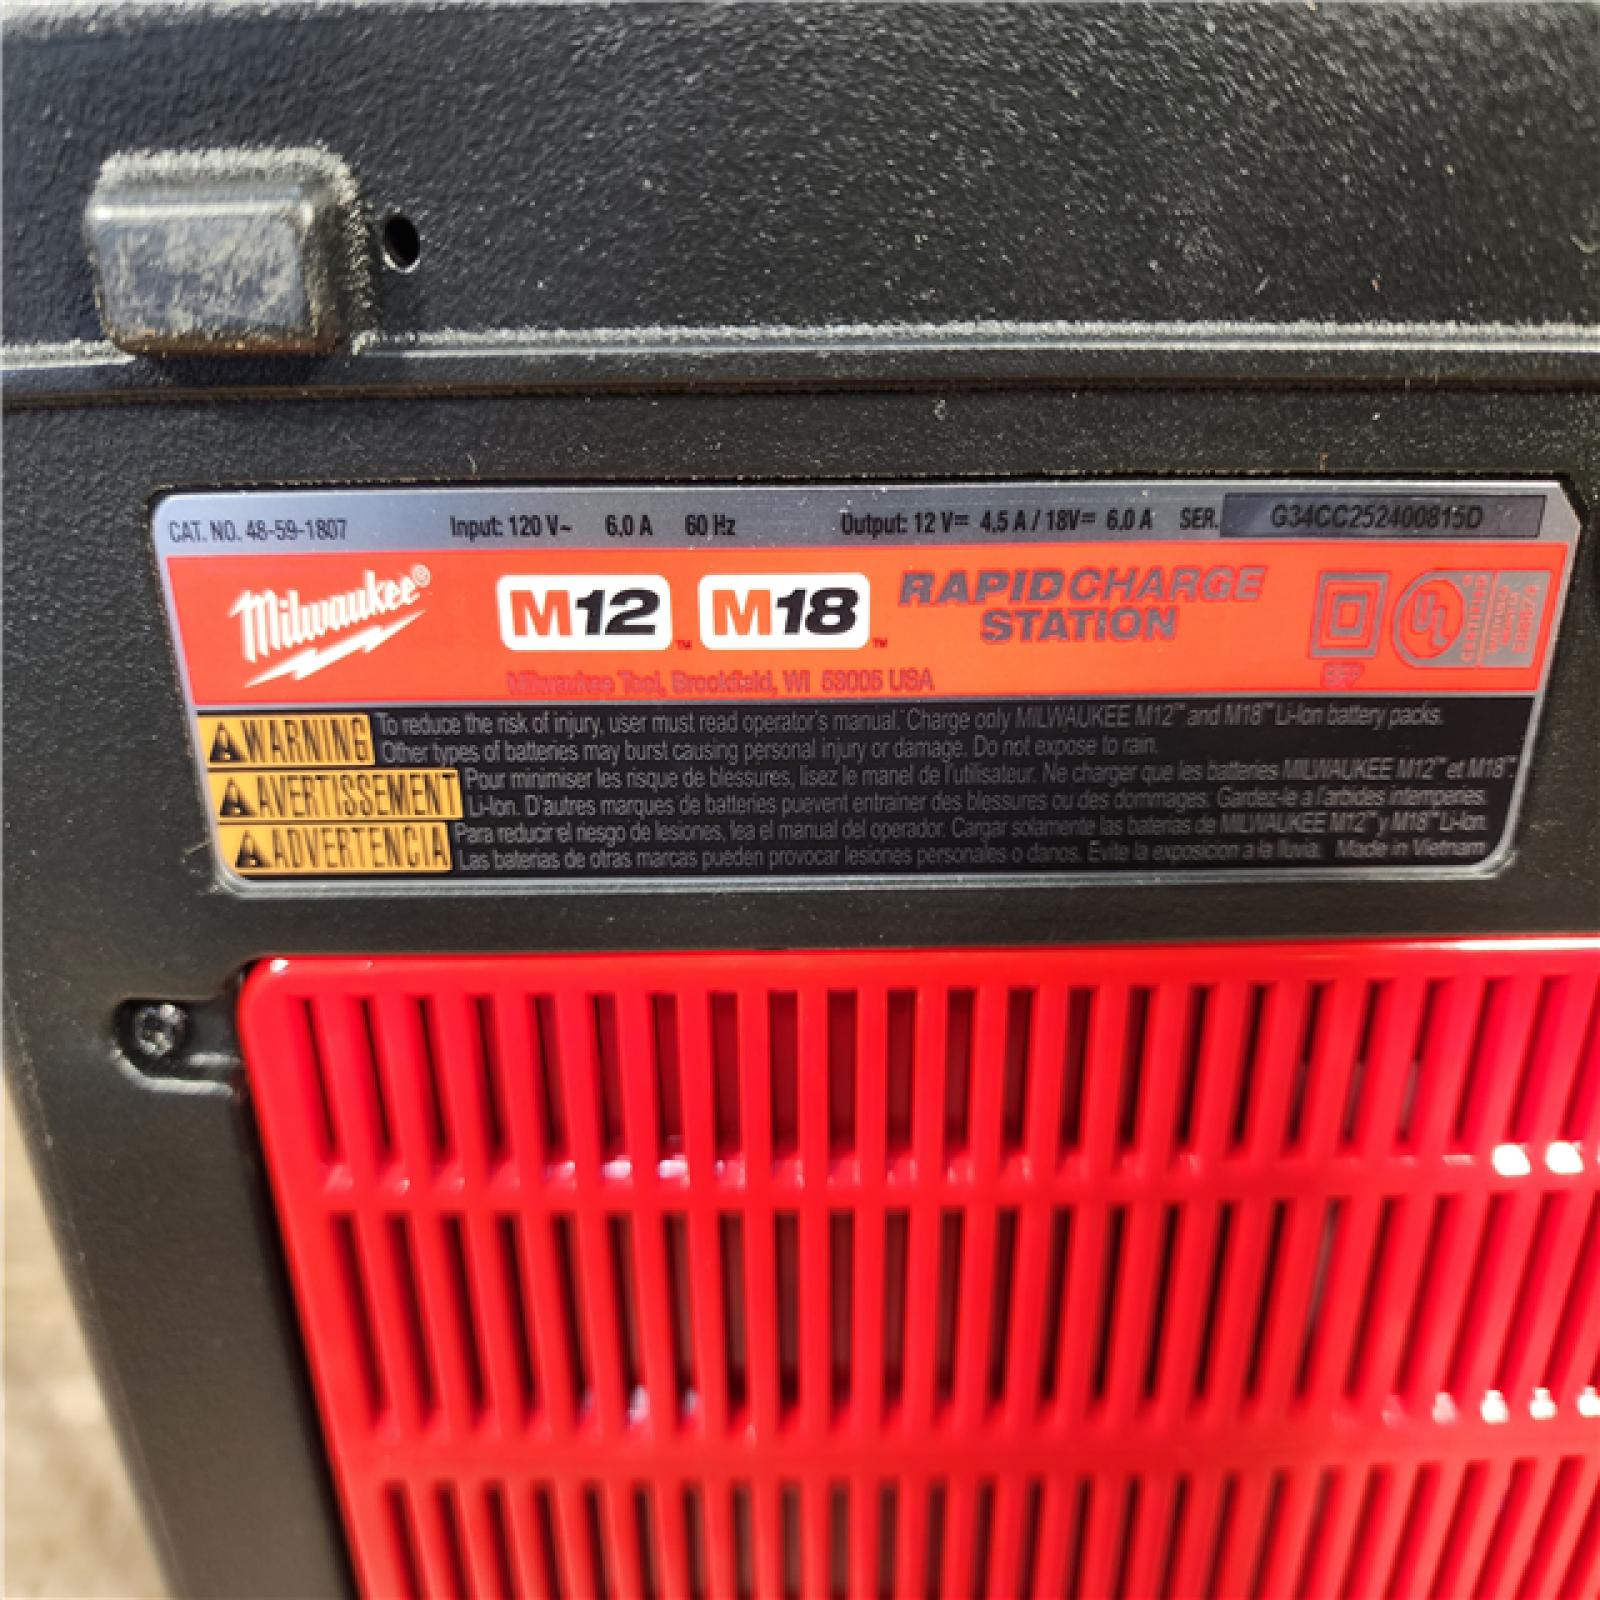 CAT. NO. 48-59-1807 Input: 120 V~ 6.0 A 60 Hz Output: 12 V= 4.5 A / 18V= 6.0 A SER. G34CC252400815D
Milwaukee® M12™ M18™ RAPIDCHARGE
STATION
UL CERTIFIED
Milwaukee Tool, Brookfield, WI 53005 USA
WARNING To reduce the risk of injury, user must read operator's manual. Charge only MILWAUKEE M12™ and M18™ Li-Ion battery packs.
Other types of batteries may burst causing personal injury or damage. Do not expose to rain.
AVERTISSEMENT Pour minimiser les risque de blessures, lisez le manel de l'utilisateur. Ne charger que les batteries MILWAUKEE M12™ et M18™
Li-Ion. D'autres marques de batteries puevent entrainer des blessures ou des dommages. Gardez-le a l'arbides intemperies.
ADVERTENCIA Para reducir el riesgo de lesiones, lea el manual del operador. Cargar solamente las baterias de MILWAUKEE M12™ y M18™ Li-Ion.
Las baterias de otras marcas pueden provocar lesiones personales o danos. Evite la exposicion a la lluvia. Made in Vietnam